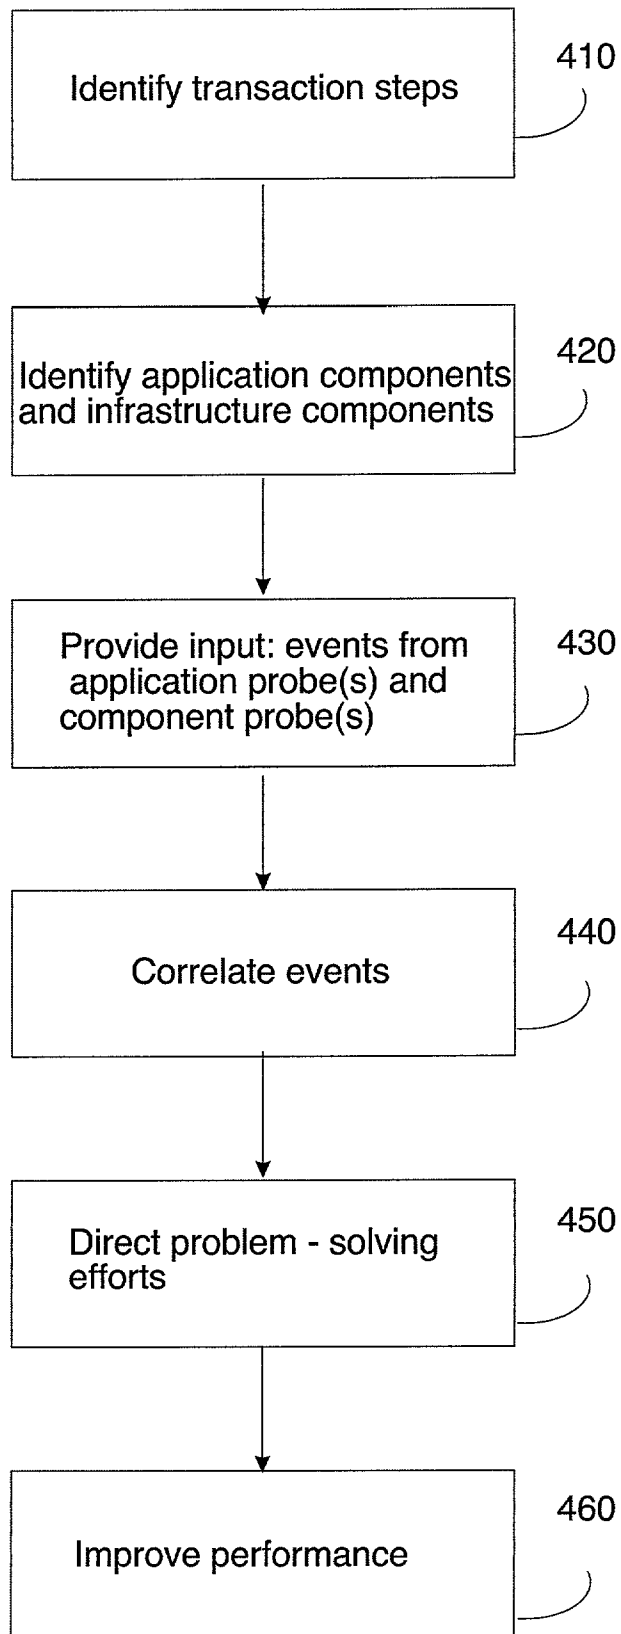 Identify transaction steps
410
Identify application components
and infrastructure components
420
Provide input: events from
application probe(s) and
component probe(s)
430
Correlate events
440
Direct problem - solving
efforts
450
Improve performance
460